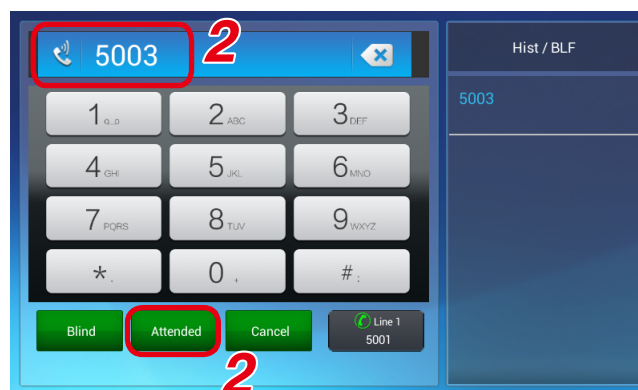 5003
2
Hist / BLF
5003
1
2 ABC
3 DEF
4 GHI
5 JKL
6 MNO
7 PQRS
8 TUV
9 WXYZ
* .
0 +
# :
Blind
Attended
Cancel
Line 1
5001
2